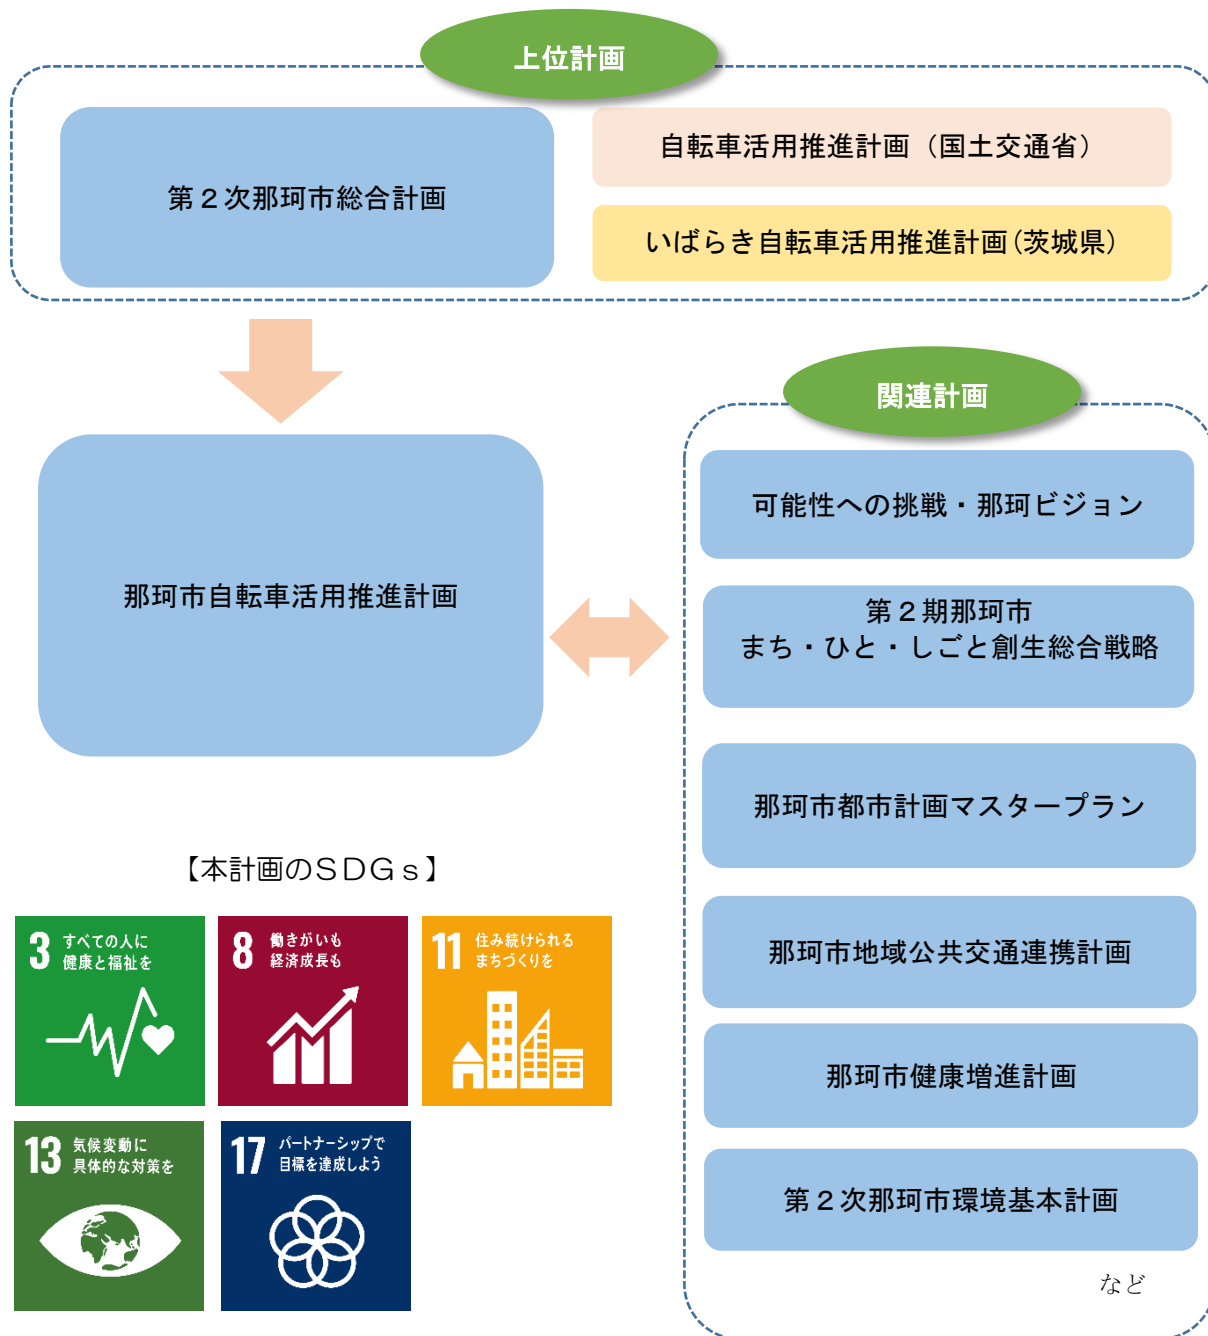 上位計画
第２次那珂市総合計画
自転車活用推進計画（国土交通省）
いばらき自転車活用推進計画(茨城県)
那珂市自転車活用推進計画
関連計画
可能性への挑戦・那珂ビジョン
第２期那珂市
まち・ひと・しごと創生総合戦略
那珂市都市計画マスタープラン
那珂市地域公共交通連携計画
那珂市健康増進計画
第２次那珂市環境基本計画
など
【本計画のＳＤＧｓ】
3 すべての人に
健康と福祉を
8 働きがいも
経済成長も
11 住み続けられる
まちづくりを
13 気候変動に
具体的な対策を
17 パートナーシップで
目標を達成しよう